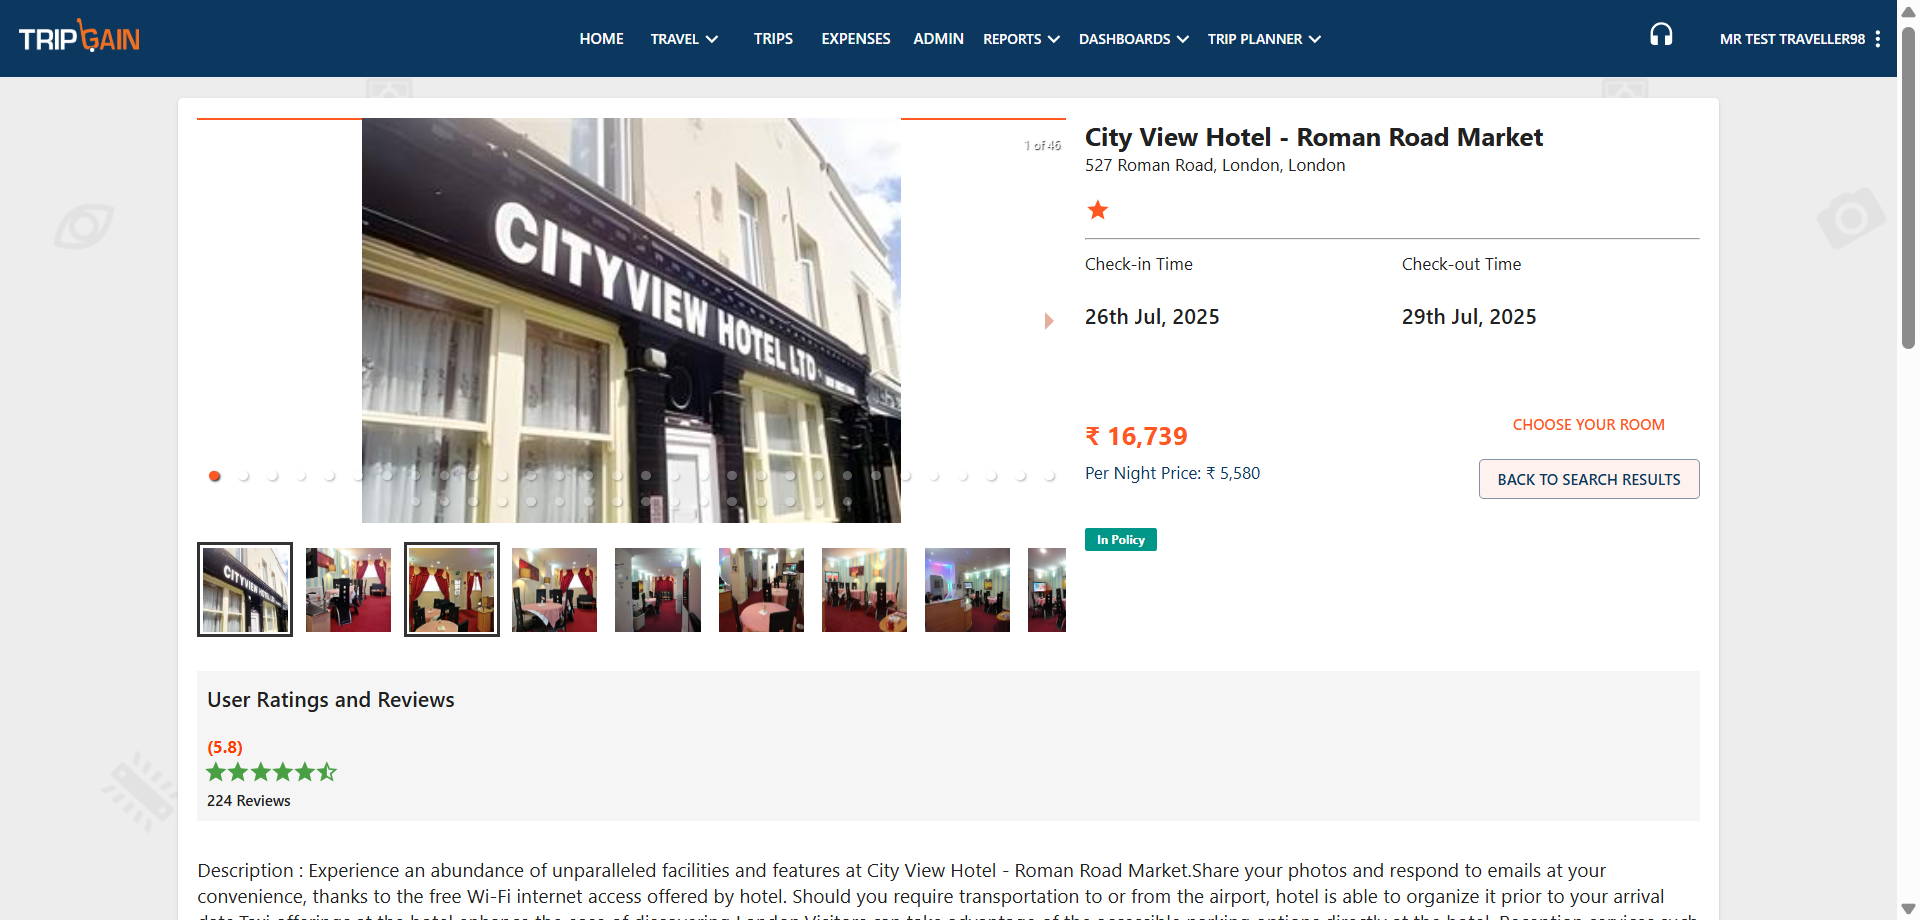 TRIPGAIN
HOME
TRAVEL
TRIPS
EXPENSES
ADMIN
REPORTS
DASHBOARDS
TRIP PLANNER
MR TEST TRAVELLER98
1 of 46
CITYVIEW HOTEL LTD
City View Hotel - Roman Road Market
527 Roman Road, London, London
Check-in Time
Check-out Time
26th Jul, 2025
29th Jul, 2025
₹ 16,739
CHOOSE YOUR ROOM
Per Night Price: ₹ 5,580
BACK TO SEARCH RESULTS
In Policy
CITYVIEW HOTEL LTD
User Ratings and Reviews
(5.8)
224 Reviews
Description : Experience an abundance of unparalleled facilities and features at City View Hotel - Roman Road Market.Share your photos and respond to emails at your
convenience, thanks to the free Wi-Fi internet access offered by hotel. Should you require transportation to or from the airport, hotel is able to organize it prior to your arrival